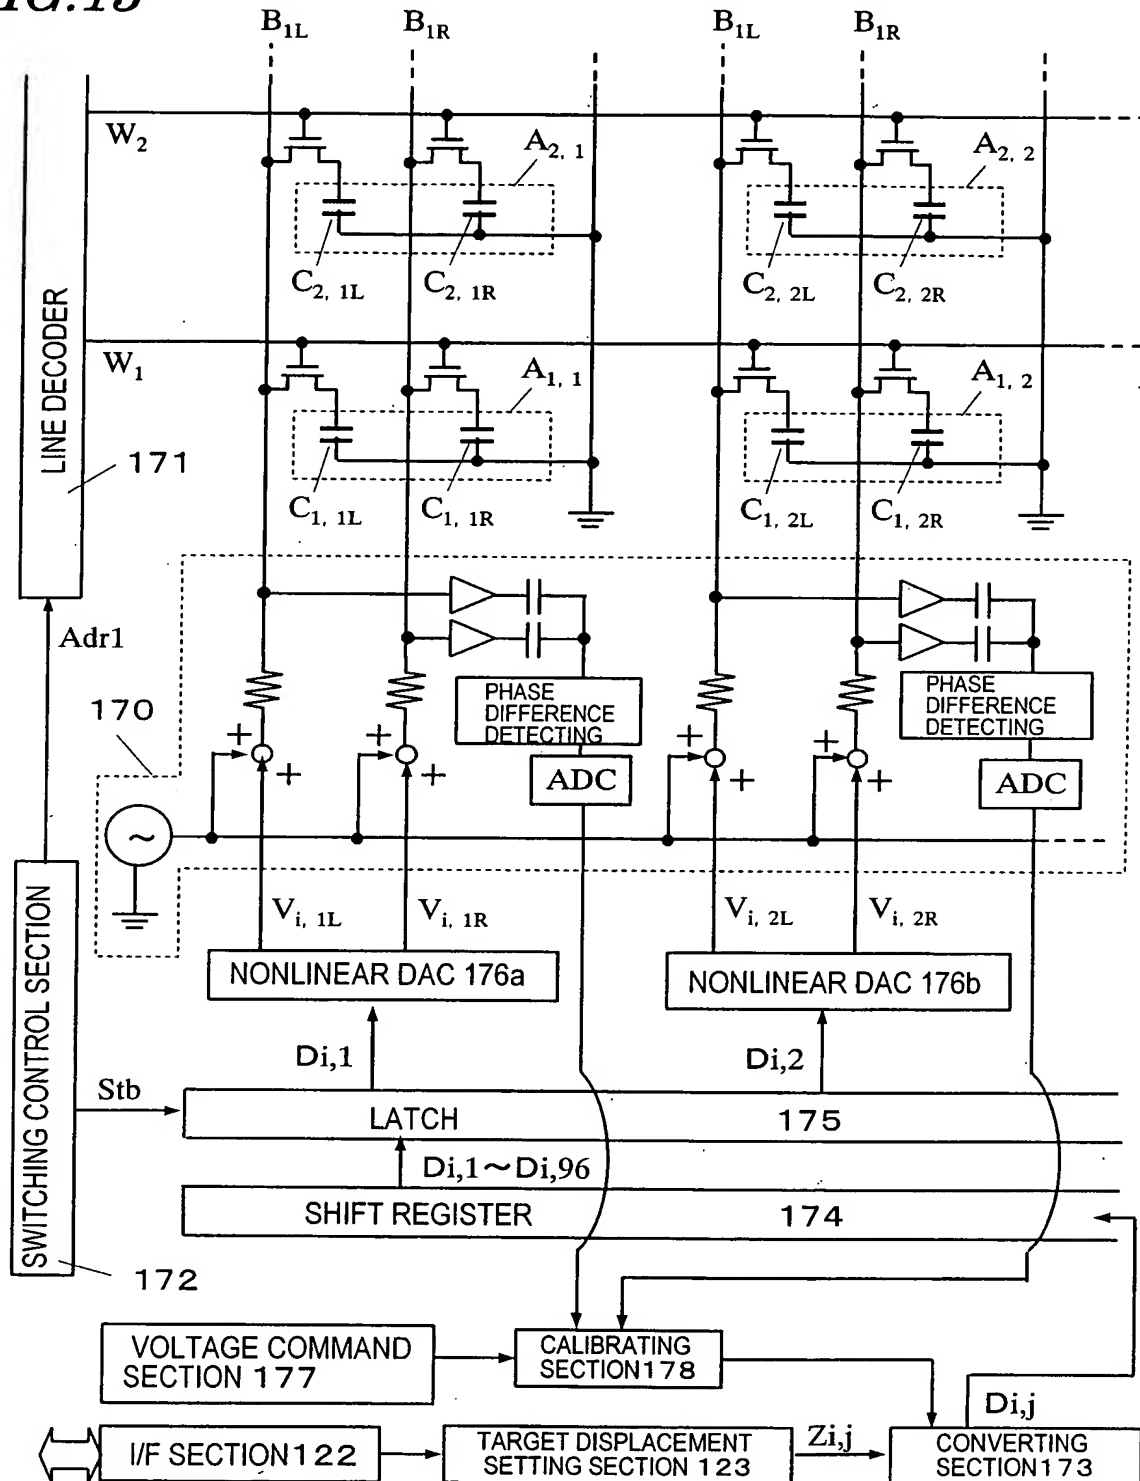 FIG.15
B1L
B1R
B1L
B1R
W2
A2, 1
A2, 2
C2, 1L
C2, 1R
C2, 2L
C2, 2R
LINE DECODER
W1
A1, 1
A1, 2
171
C1, 1L
C1, 1R
C1, 2L
C1, 2R
Adr1
170
PHASE
DIFFERENCE
DETECTING
PHASE
DIFFERENCE
DETECTING
+
+
+
+
+
+
+
+
ADC
ADC
~
Vi, 1L
Vi, 1R
Vi, 2L
Vi, 2R
SWITCHING CONTROL SECTION
NONLINEAR DAC 176a
NONLINEAR DAC 176b
Di,1
Di,2
Stb
LATCH 175
Di,1~Di,96
SHIFT REGISTER 174
172
VOLTAGE COMMAND
SECTION 177
CALIBRATING
SECTION178
Di,j
I/F SECTION122
TARGET DISPLACEMENT
SETTING SECTION 123
Zi,j
CONVERTING
SECTION173